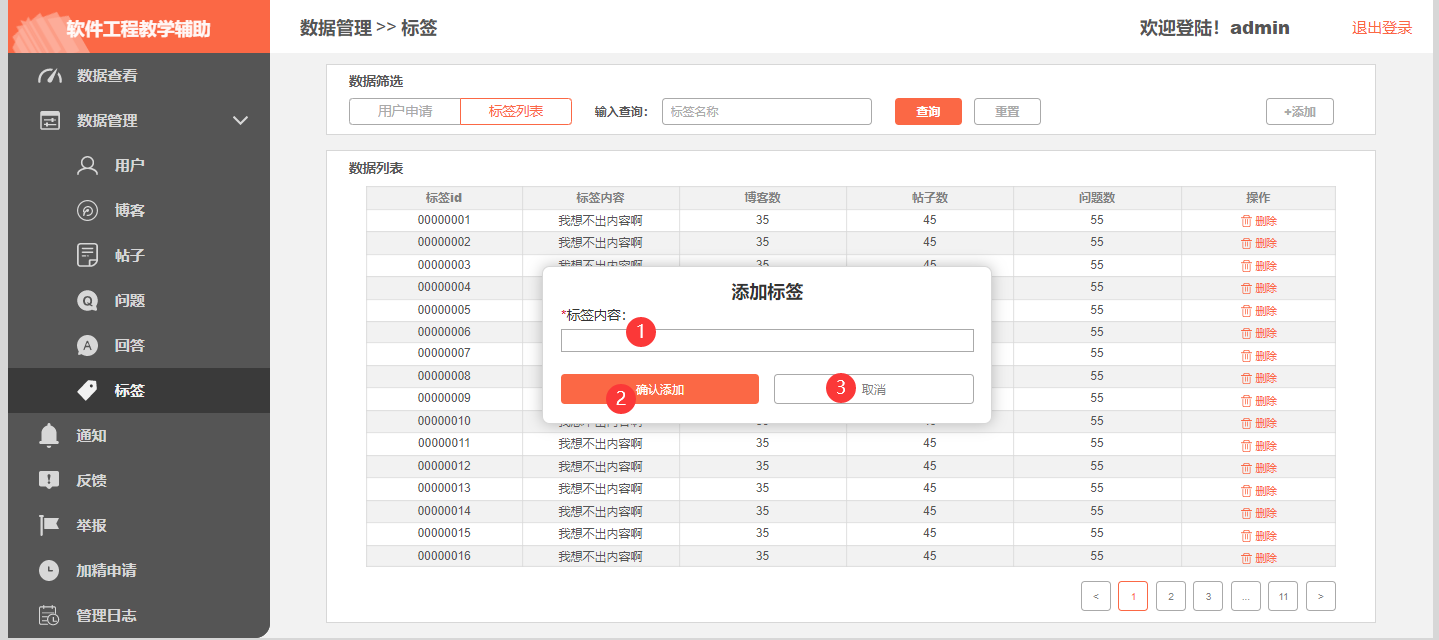 软件工程教学辅助
数据管理 >> 标签
欢迎登陆！admin
退出登录
数据查看
数据管理
用户
博客
帖子
问题
回答
标签
通知
反馈
举报
加精申请
管理日志
数据筛选
用户申请 标签列表 输入查询： 标签名称 查询 重置 +添加
数据列表
标签id 标签内容 博客数 帖子数 问题数 操作
00000001 我想不出内容啊 35 45 55 删除
00000002 我想不出内容啊 35 45 55 删除
00000003 我想不出内容啊 35 45 55 删除
00000004 55 删除
00000005 55 删除
00000006 55 删除
00000007 55 删除
00000008 55 删除
00000009 55 删除
00000010 55 删除
00000011 我想不出内容啊 35 45 55 删除
00000012 我想不出内容啊 35 45 55 删除
00000013 我想不出内容啊 35 45 55 删除
00000014 我想不出内容啊 35 45 55 删除
00000015 我想不出内容啊 35 45 55 删除
00000016 我想不出内容啊 35 45 55 删除
添加标签
*标签内容：
1
2 确认添加
3 取消
< 1 2 3 ... 11 >